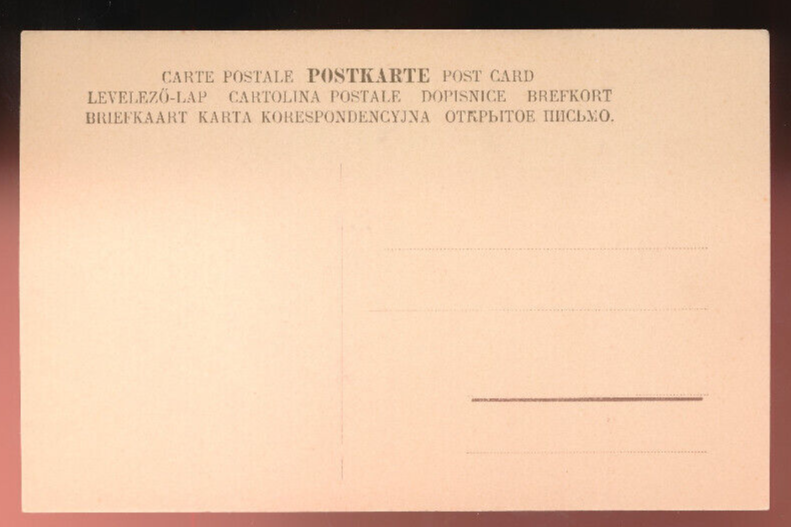 CARTE POSTALE POSTKARTE POST CARD
LEVELEZŐ-LAP CARTOLINA POSTALE DOPISNICE BREFKORT
BRIEFKAART KARTA KORESPONDENCYJNA ОТКРЫТОЕ ПИСЬМО.